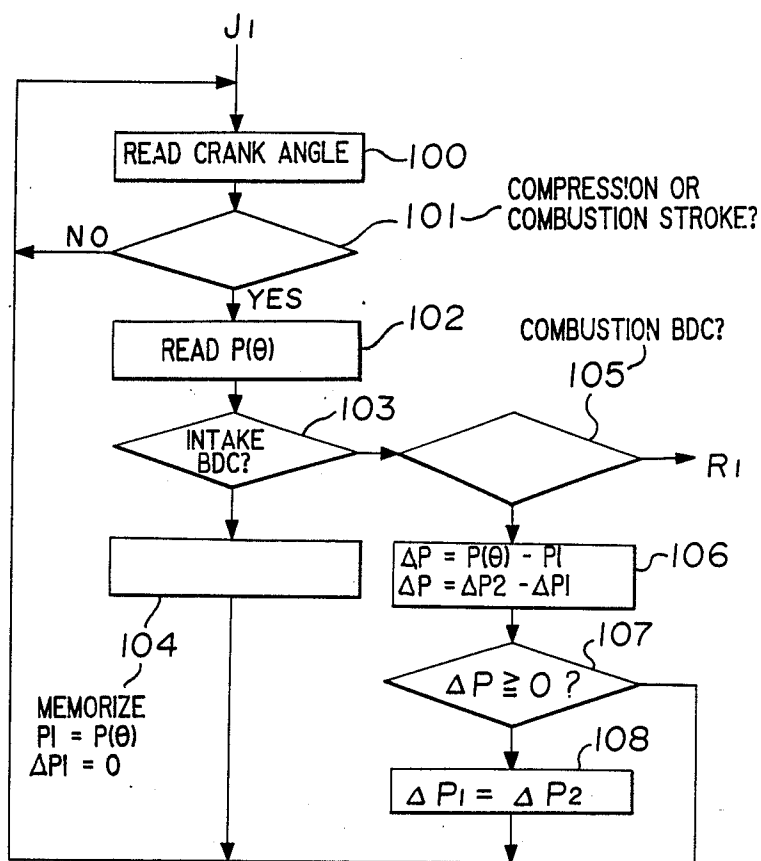 J1
READ CRANK ANGLE
100
COMPRESSION OR
101
COMBUSTION STROKE?
NO
YES
102
READ P(θ)
COMBUSTION BDC?
105
103
INTAKE
BDC?
R1
ΔP = P(θ) - P1
ΔP = ΔP2 - ΔP1
106
104
107
ΔP ≧ 0 ?
MEMORIZE
P1 = P(θ)
ΔP1 = 0
108
ΔP1 = ΔP2